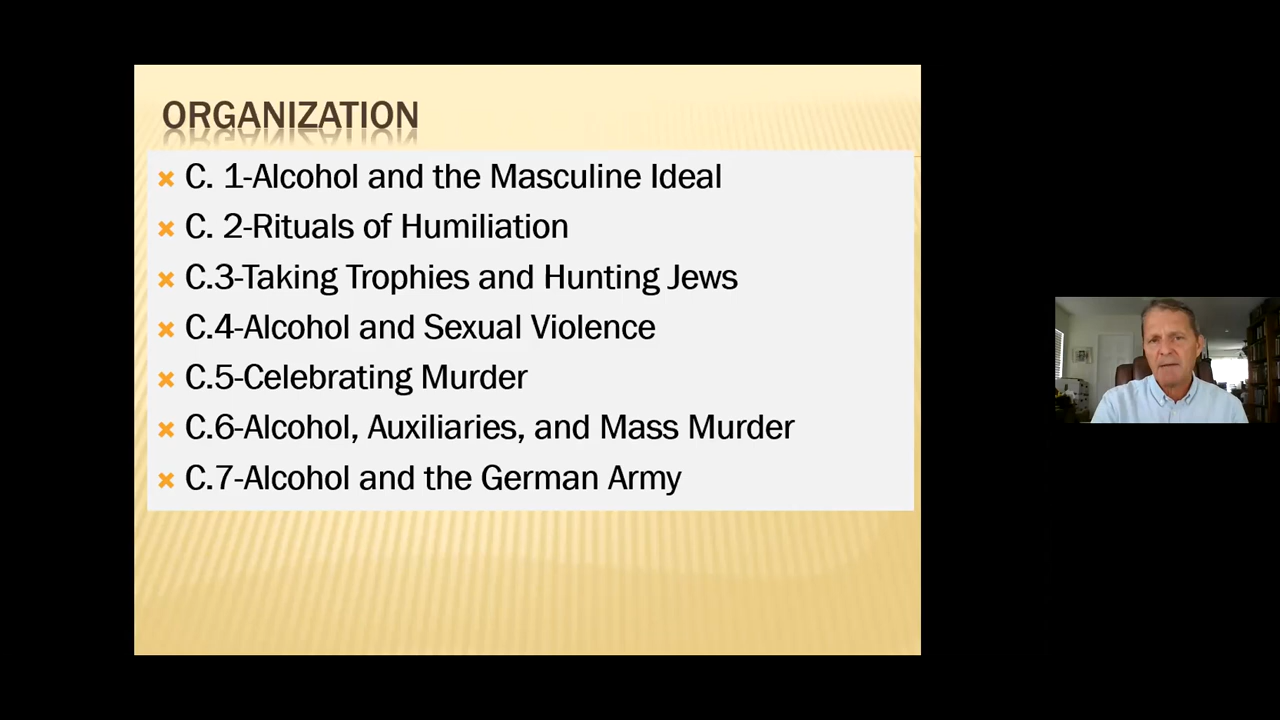 ORGANIZATION
C. 1-Alcohol and the Masculine Ideal
C. 2-Rituals of Humiliation
C.3-Taking Trophies and Hunting Jews
C.4-Alcohol and Sexual Violence
C.5-Celebrating Murder
C.6-Alcohol, Auxiliaries, and Mass Murder
C.7-Alcohol and the German Army